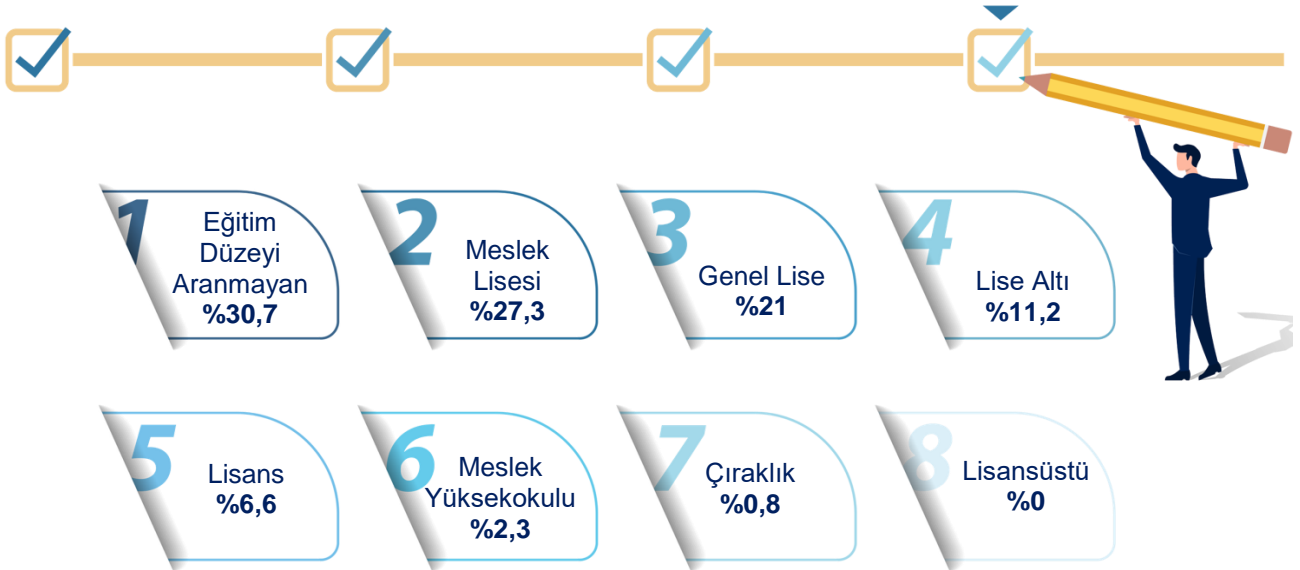 1
Eğitim
Düzeyi
Aranmayan
%30,7
2
Meslek
Lisesi
%27,3
3
Genel Lise
%21
4
Lise Altı
%11,2
5
Lisans
%6,6
6
Meslek
Yüksekokulu
%2,3
7
Çıraklık
%0,8
8
Lisansüstü
%0